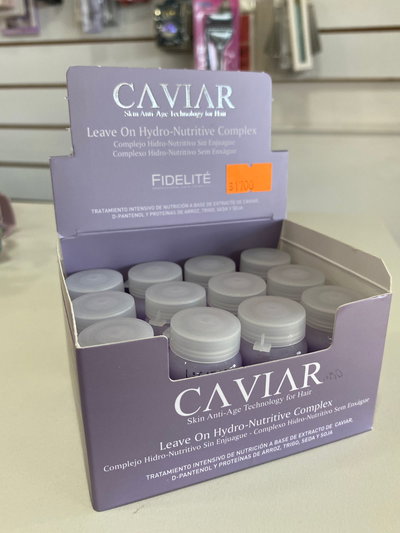 CAVIAR
Skin Anti-Age Technology for Hair
Leave On Hydro-Nutritive Complex
Complejo Hidro-Nutritivo Sin Enjuague
Complexo Hidro-Nutritivo Sem Enxágue
FIDELITÉ
$1700
TRATAMIENTO INTENSIVO DE NUTRICIÓN A BASE DE EXTRACTO DE CAVIAR,
D-PANTENOL Y PROTEÍNAS DE ARROZ, TRIGO, SEDA Y SOJA
CAVIAR
Skin Anti-Age Technology for Hair
Leave On Hydro-Nutritive Complex
Complejo Hidro-Nutritivo Sin Enjuague - Complexo Hidro-Nutritivo Sem Enxágue
TRATAMIENTO INTENSIVO DE NUTRICIÓN A BASE DE EXTRACTO DE CAVIAR,
D-PANTENOL Y PROTEÍNAS DE ARROZ, TRIGO, SEDA Y SOJA